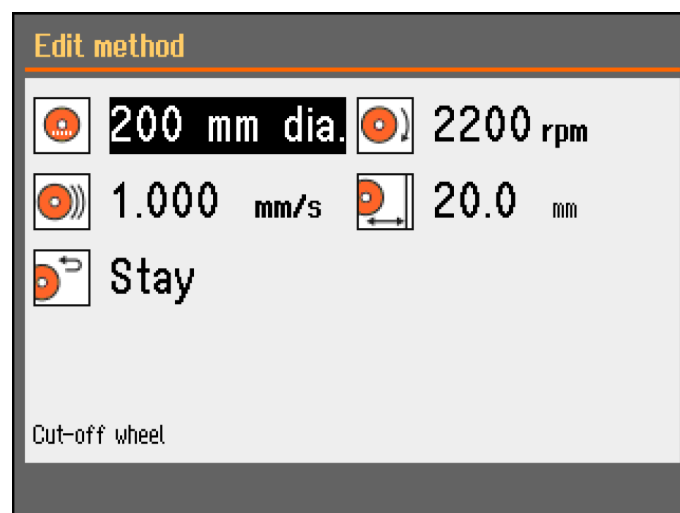 Edit method
200 mm dia. 2200 rpm
1.000 mm/s 20.0 mm
Stay
Cut-off wheel